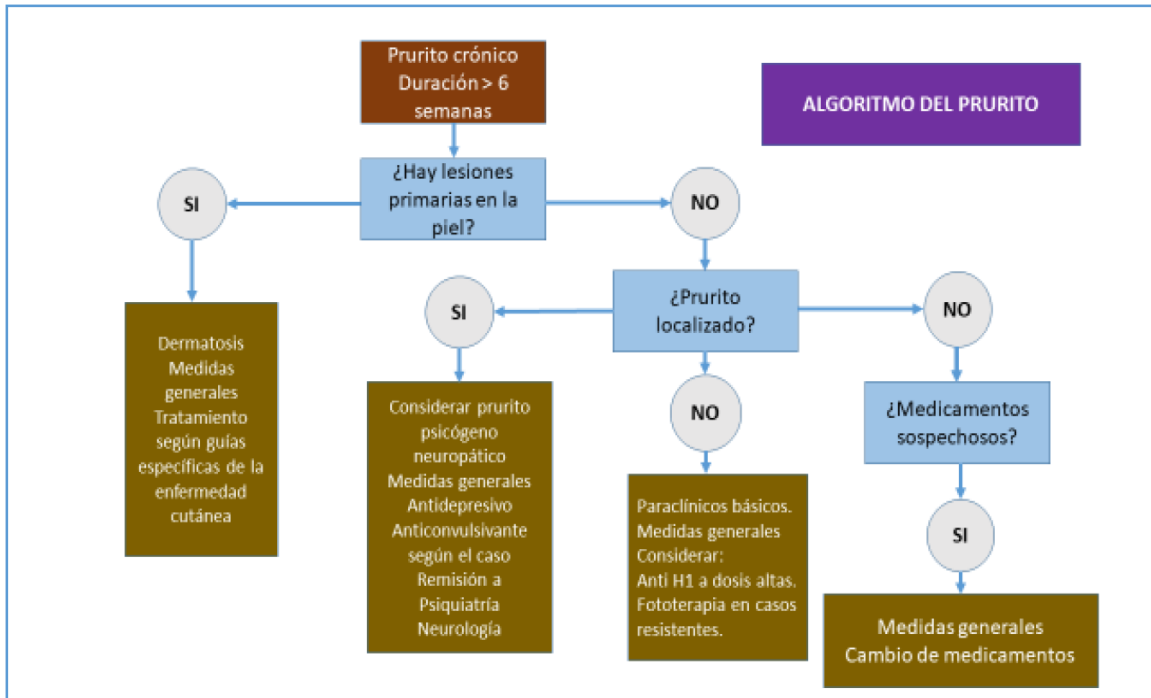 Prurito crónico
Duración > 6
semanas
ALGORITMO DEL PRURITO
¿Hay lesiones
primarias en la
piel?
SI
NO
Dermatosis
Medidas
generales
Tratamiento
según guías
específicas de la
enfermedad
cutánea
¿Prurito
localizado?
SI
NO
NO
Considerar prurito
psicógeno
neuropático
Medidas generales
Antidepresivo
Anticonvulsivante
según el caso
Remisión a
Psiquiatría
Neurología
Paraclínicos básicos.
Medidas generales
Considerar:
Anti H1 a dosis altas.
Fototerapia en casos
resistentes.
¿Medicamentos
sospechosos?
SI
Medidas generales
Cambio de medicamentos